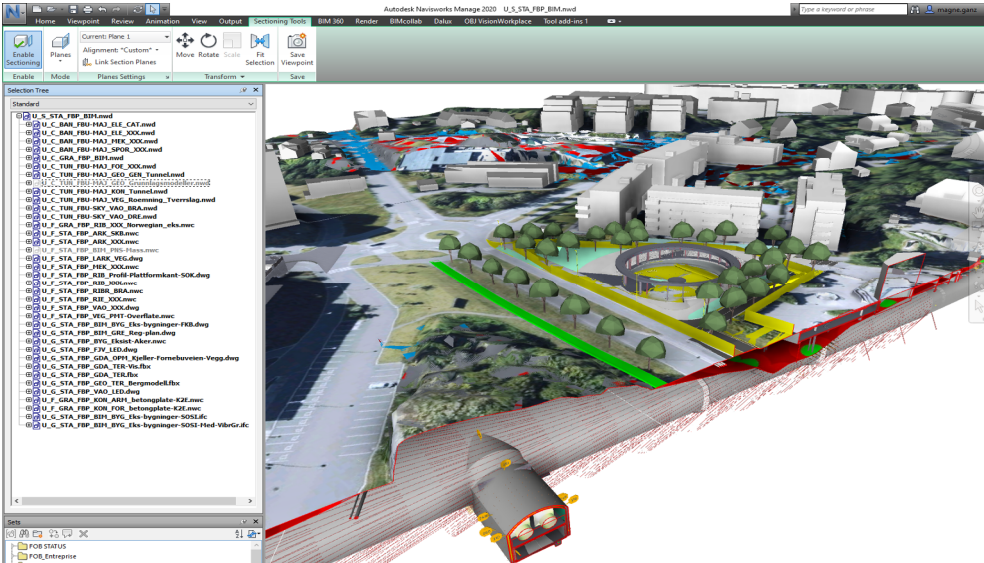 Autodesk Navisworks Manage 2020 U_S_STA_FBP_BIM.nwd
Type a keyword or phrase
magne.ganz
Home Viewpoint Review Animation View Output Sectioning Tools BIM 360 Render BIMcollab Dalux OBJ VisionWorkplace Tool add-ins 1
Enable Sectioning
Planes
Current: Plane 1
Alignment: "Custom"
Link Section Planes
Move Rotate Scale
Fit Selection
Save Viewpoint
Enable Mode Planes Settings Transform Save
Selection Tree
Standard
U_S_STA_FBP_BIM.nwd
U_C_BAN_FBU-MAJ_ELE_CAT.nwd
U_C_BAN_FBU-MAJ_ELE_XXX.nwd
U_C_BAN_FBU-MAJ_MEK_XXX.nwd
U_C_BAN_FBU-MAJ_SPOR_XXX.nwd
U_C_GRA_FBP_BIM.nwd
U_C_TUN_FBU-MAJ_FOE_XXX.nwd
U_C_TUN_FBU-MAJ_GEO_GEN_Tunnel.nwd
U_C_TUN_FBU-MAJ_GEO_Grunnlagsmodeller.nwd
U_C_TUN_FBU-MAJ_KON_Tunnel.nwd
U_C_TUN_FBU-MAJ_VEG_Roemning_Tverrslag.nwd
U_C_TUN_FBU-SKY_VAO_BRA.nwd
U_C_TUN_FBU-SKY_VAO_DRE.nwd
U_F_GRA_FBP_RIB_XXX_Norwegian_eks.nwc
U_F_STA_FBP_ARK_SKB.nwc
U_F_STA_FBP_ARK_XXX.nwc
U_F_STA_FBP_BIM_PNS-Mass.nwc
U_F_STA_FBP_LARK_VEG.dwg
U_F_STA_FBP_MEK_XXX.nwc
U_F_STA_FBP_RIB_Profil-Plattformkant-SOK.dwg
U_F_STA_FBP_RIB_XXX.nwc
U_F_STA_FBP_RIBR_BRA.nwc
U_F_STA_FBP_RIE_XXX.nwc
U_F_STA_FBP_VAO_XXX.dwg
U_F_STA_FBP_VEG_PMT-Overflate.nwc
U_G_STA_FBP_BIM_BYG_Eks-bygninger-FKB.dwg
U_G_STA_FBP_BIM_GRE_Reg-plan.dwg
U_G_STA_FBP_BYG_Eksist-Aker.nwc
U_G_STA_FBP_FJV_LED.dwg
U_G_STA_FBP_GDA_OPM_Kjeller-Fornebuveien-Vegg.dwg
U_G_STA_FBP_GDA_TER-Vis.fbx
U_G_STA_FBP_GDA_TER.fbx
U_G_STA_FBP_GEO_TER_Bergmodell.fbx
U_G_STA_FBP_VAO_LED.dwg
U_F_GRA_FBP_KON_ARM_betongplate-K2E.nwc
U_F_GRA_FBP_KON_FOR_betongplate-K2E.nwc
U_G_STA_FBP_BIM_BYG_Eks-bygninger-SOSI.ifc
U_G_STA_FBP_BIM_BYG_Eks-bygninger-SOSI-Med-VibrGr.ifc
Sets
FOB STATUS
FOB_Entreprise